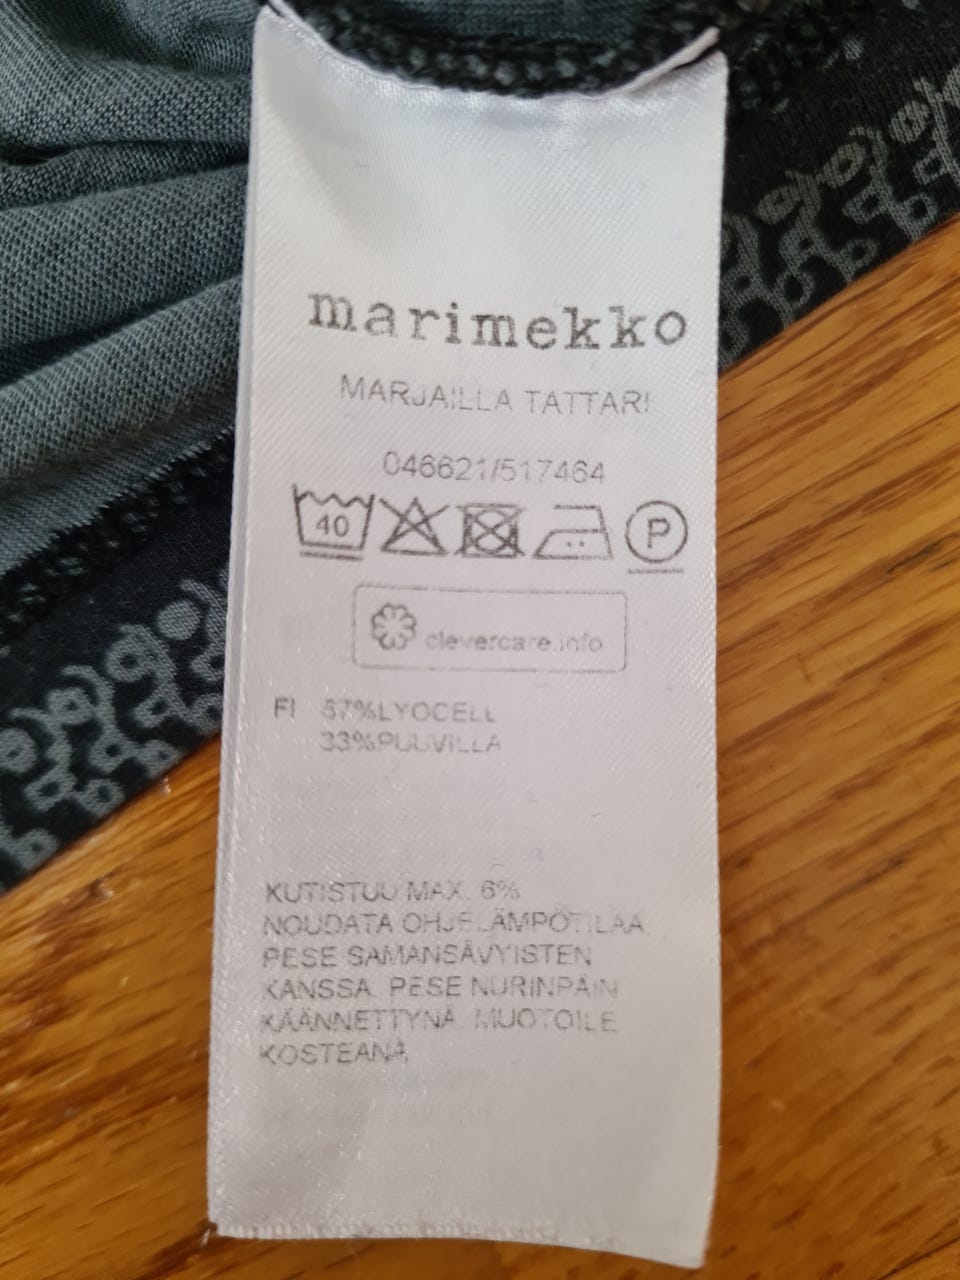 marimekko
MARJAILLA TATTARI
046621/517464
40 P
clevercare.info
FI 67%LYOCELL
33%PUUVILLA
KUTISTUU MAX. 6%
NOUDATA OHJELÄMPÖTILAA
PESE SAMANSÄVYISTEN
KANSSA. PESE NURINPÄIN
KÄÄNNETTYNÄ. MUOTOILE
KOSTEANA.